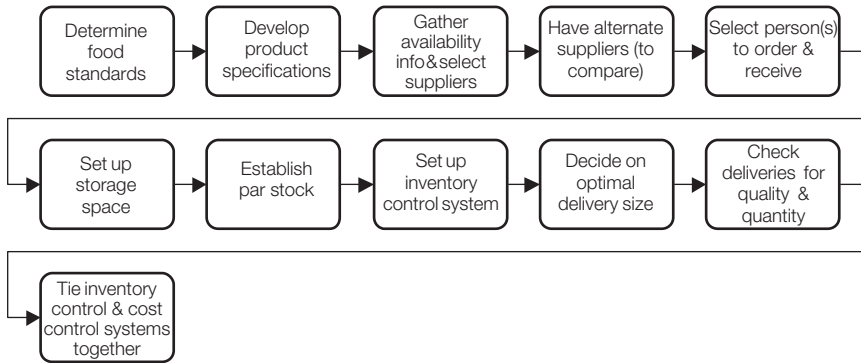 Determine
food
standards
Develop
product
specifications
Gather
availability
info & select
suppliers
Have alternate
suppliers (to
compare)
Select person(s)
to order &
receive
Set up
storage
space
Establish
par stock
Set up
inventory
control system
Decide on
optimal
delivery size
Check
deliveries for
quality &
quantity
Tie inventory
control & cost
control systems
together